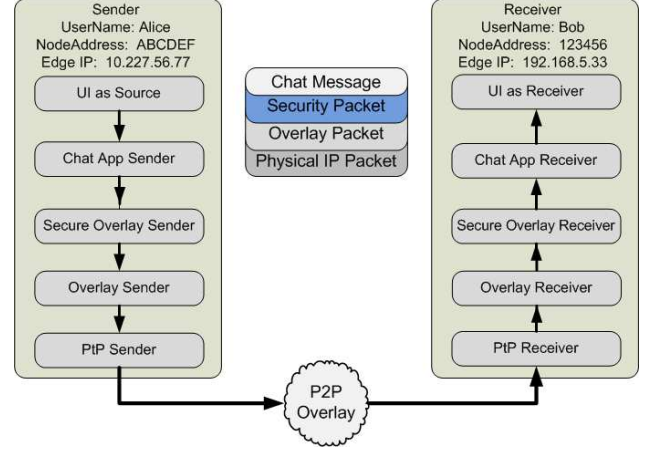 Sender
UserName: Alice
NodeAddress: ABCDEF
Edge IP: 10.227.56.77
UI as Source
Chat App Sender
Secure Overlay Sender
Overlay Sender
PtP Sender
Chat Message
Security Packet
Overlay Packet
Physical IP Packet
P2P
Overlay
Receiver
UserName: Bob
NodeAddress: 123456
Edge IP: 192.168.5.33
UI as Receiver
Chat App Receiver
Secure Overlay Receiver
Overlay Receiver
PtP Receiver